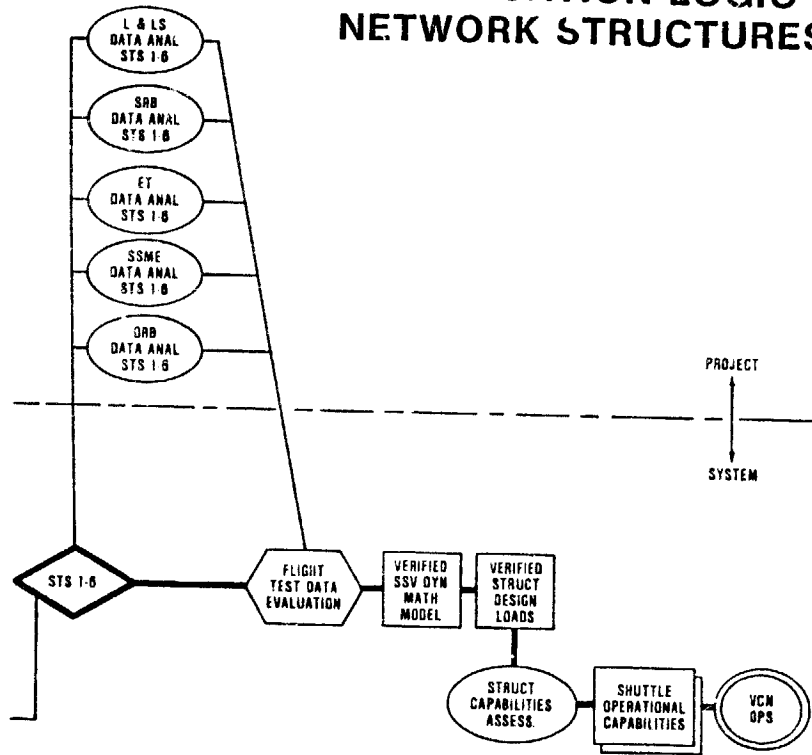 LOGIC
NETWORK STRUCTURES
L & LS
DATA ANAL
STS 1-6
SRB
DATA ANAL
STS 1-6
ET
DATA ANAL
STS 1-6
SSME
DATA ANAL
STS 1-6
ORB
DATA ANAL
STS 1-6
PROJECT
SYSTEM
STS 1-6
FLIGHT
TEST DATA
EVALUATION
VERIFIED
SSV DYN
MATH
MODEL
VERIFIED
STRUCT
DESIGN
LOADS
STRUCT
CAPABILITIES
ASSESS.
SHUTTLE
OPERATIONAL
CAPABILITIES
VCN
OPS